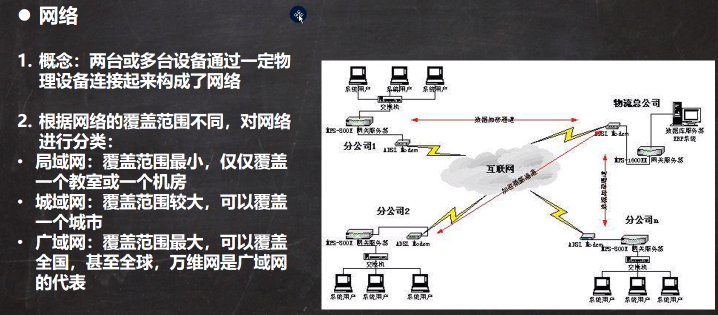 网络
1. 概念：两台或多台设备通过一定物
理设备连接起来构成了网络
2. 根据网络的覆盖范围不同，对网络
进行分类：
• 局域网：覆盖范围最小，仅仅覆盖
一个教室或一个机房
• 城域网：覆盖范围较大，可以覆盖
一个城市
• 广域网：覆盖范围最大，可以覆盖
全国，甚至全球，万维网是广域网
的代表
系统用户 系统用户 系统用户
交换机
网关服务器
分公司1
ADSL Modem
数据加密通道
物流总公司
数据库服务器
ERP系统
网关服务器
互联网
分公司2
网关服务器
ADSL Modem
交换机
系统用户 系统用户 系统用户
分公司n
ADSL Modem
网关服务器
交换机
系统用户 系统用户 系统用户